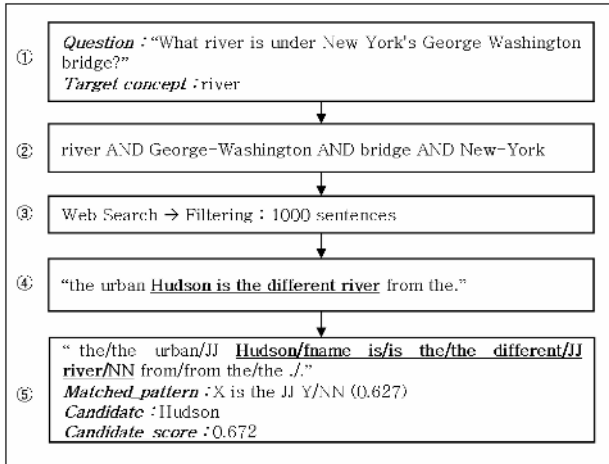 ①
Question : "What river is under New York's George Washington
bridge?"
Target concept : river
②
river AND George-Washington AND bridge AND New-York
③
Web Search → Filtering : 1000 sentences
④
"the urban Hudson is the different river from the."
⑤
" the/the urban/JJ Hudson/fname is/is the/the different/JJ
river/NN from/from the/the ./."
Matched_pattern : X is the JJ Y/NN (0.627)
Candidate : Hudson
Candidate score : 0.672